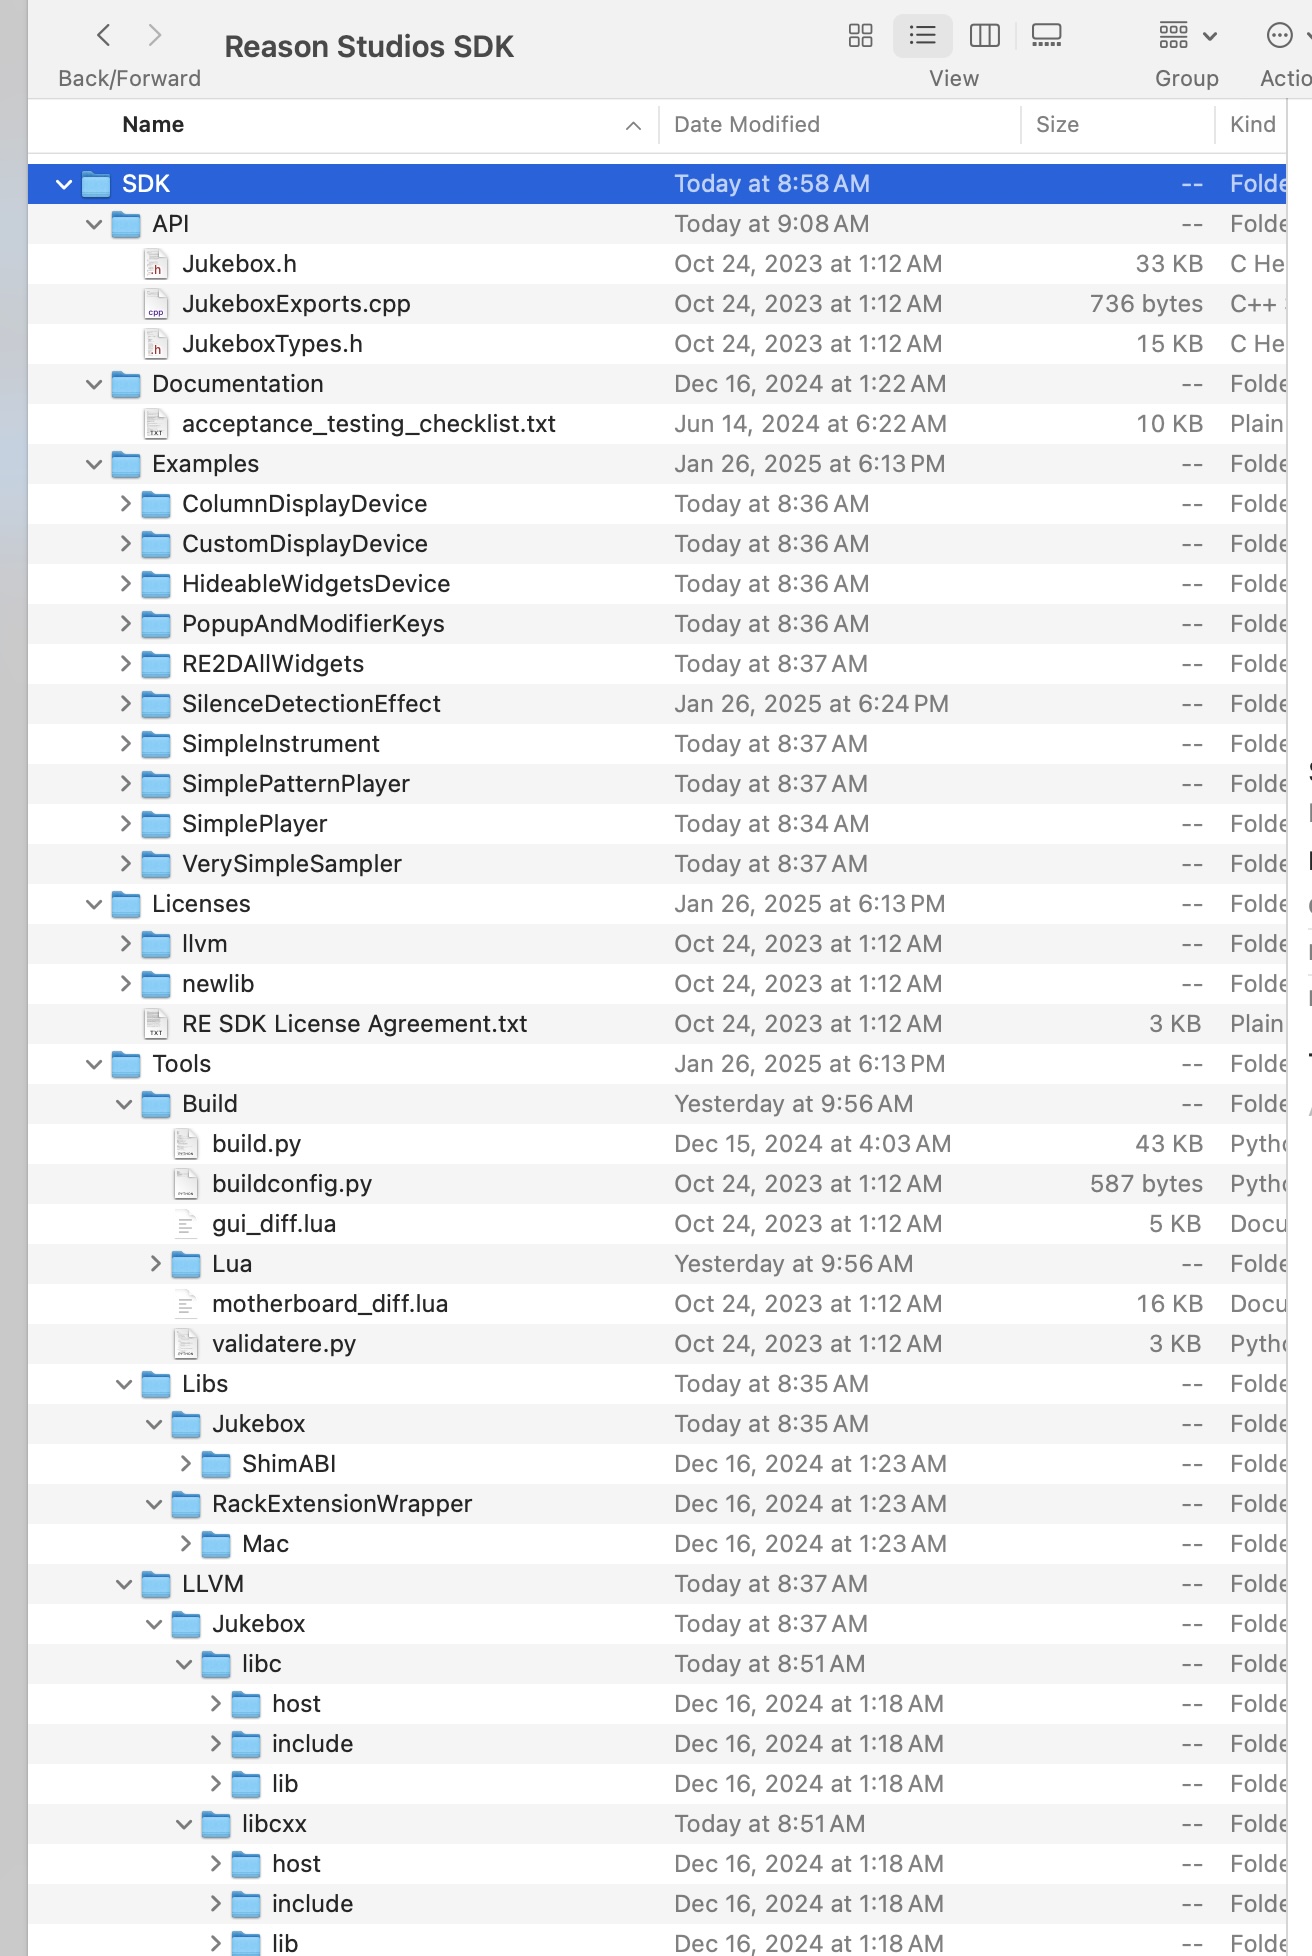 Reason Studios SDK
Back/Forward View Group Actio
Name Date Modified Size Kind
SDK Today at 8:58 AM -- Folde
API Today at 9:08 AM -- Folde
Jukebox.h Oct 24, 2023 at 1:12 AM 33 KB C He
JukeboxExports.cpp Oct 24, 2023 at 1:12 AM 736 bytes C++
JukeboxTypes.h Oct 24, 2023 at 1:12 AM 15 KB C He
Documentation Dec 16, 2024 at 1:22 AM -- Folde
acceptance_testing_checklist.txt Jun 14, 2024 at 6:22 AM 10 KB Plain
Examples Jan 26, 2025 at 6:13 PM -- Folde
ColumnDisplayDevice Today at 8:36 AM -- Folde
CustomDisplayDevice Today at 8:36 AM -- Folde
HideableWidgetsDevice Today at 8:36 AM -- Folde
PopupAndModifierKeys Today at 8:36 AM -- Folde
RE2DAllWidgets Today at 8:37 AM -- Folde
SilenceDetectionEffect Jan 26, 2025 at 6:24 PM -- Folde
SimpleInstrument Today at 8:37 AM -- Folde
SimplePatternPlayer Today at 8:37 AM -- Folde
SimplePlayer Today at 8:34 AM -- Folde
VerySimpleSampler Today at 8:37 AM -- Folde
Licenses Jan 26, 2025 at 6:13 PM -- Folde
llvm Oct 24, 2023 at 1:12 AM -- Folde
newlib Oct 24, 2023 at 1:12 AM -- Folde
RE SDK License Agreement.txt Oct 24, 2023 at 1:12 AM 3 KB Plain
Tools Jan 26, 2025 at 6:13 PM -- Folde
Build Yesterday at 9:56 AM -- Folde
build.py Dec 15, 2024 at 4:03 AM 43 KB Pytho
buildconfig.py Oct 24, 2023 at 1:12 AM 587 bytes Pytho
gui_diff.lua Oct 24, 2023 at 1:12 AM 5 KB Docu
Lua Yesterday at 9:56 AM -- Folde
motherboard_diff.lua Oct 24, 2023 at 1:12 AM 16 KB Docu
validatere.py Oct 24, 2023 at 1:12 AM 3 KB Pytho
Libs Today at 8:35 AM -- Folde
Jukebox Today at 8:35 AM -- Folde
ShimABI Dec 16, 2024 at 1:23 AM -- Folde
RackExtensionWrapper Dec 16, 2024 at 1:23 AM -- Folde
Mac Dec 16, 2024 at 1:23 AM -- Folde
LLVM Today at 8:37 AM -- Folde
Jukebox Today at 8:37 AM -- Folde
libc Today at 8:51 AM -- Folde
host Dec 16, 2024 at 1:18 AM -- Folde
include Dec 16, 2024 at 1:18 AM -- Folde
lib Dec 16, 2024 at 1:18 AM -- Folde
libcxx Today at 8:51 AM -- Folde
host Dec 16, 2024 at 1:18 AM -- Folde
include Dec 16, 2024 at 1:18 AM -- Folde
lib Dec 16, 2024 at 1:18 AM -- Folde